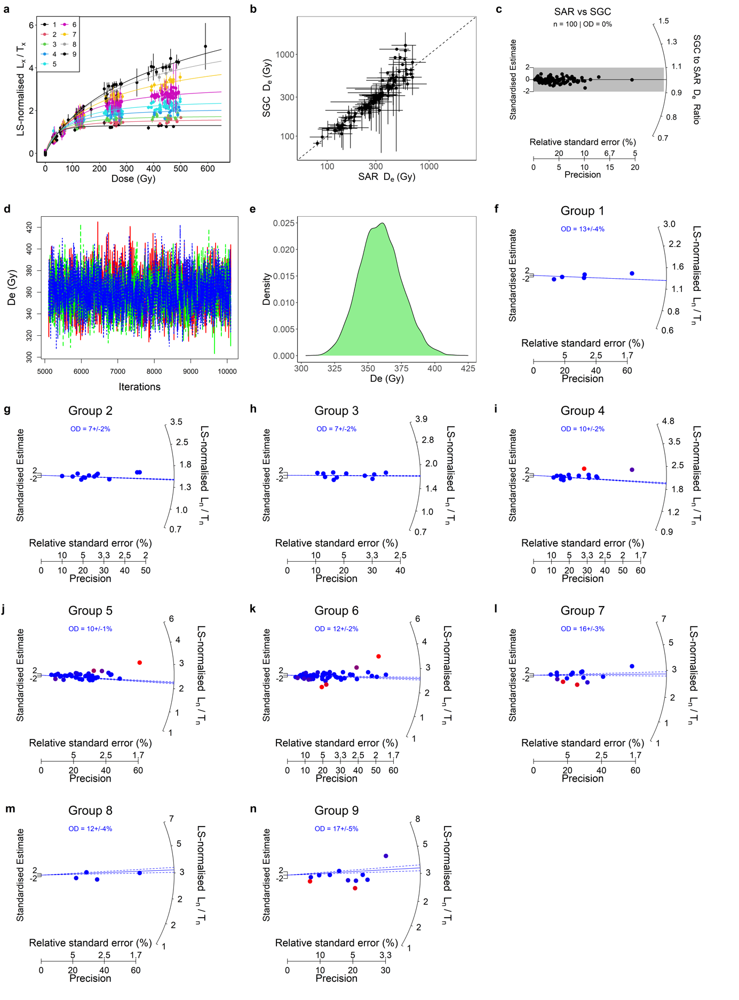 a
LS-normalised Lx / Tx
6
4
2
0
1 6
2 7
3 8
4 9
5
0 100 200 300 400 500 600
Dose (Gy)
b
SGC De (Gy)
1000
300
100
100 300 1000
SAR De (Gy)
c
SAR vs SGC
n = 100 | OD = 0%
Standardised Estimate
2
0
-2
1.5
1.3
1.1
0.9
0.8
0.7
SGC to SAR De Ratio
Relative standard error (%)
20 10 6.7 5
0 5 10 15 20
Precision
d
De (Gy)
420
400
380
360
340
320
300
5000 6000 7000 8000 9000 10000
Iterations
e
Density
0.025
0.020
0.015
0.010
0.005
0.000
300 325 350 375 400 425
De (Gy)
f
Group 1
OD = 13+/-4%
Standardised Estimate
2
-2
3.0
2.2
1.6
1.1
0.8
0.6
LS-normalised Ln / Tn
Relative standard error (%)
5 2.5 1.7
0 20 40 60
Precision
g
Group 2
OD = 7+/-2%
Standardised Estimate
2
-2
3.5
2.5
1.8
1.3
1.0
0.7
LS-normalised Ln / Tn
Relative standard error (%)
10 5 3.3 2.5 2
0 10 20 30 40 50
Precision
h
Group 3
OD = 7+/-2%
Standardised Estimate
2
-2
3.9
2.8
2.0
1.4
1.0
0.7
LS-normalised Ln / Tn
Relative standard error (%)
10 5 3.3 2.5
0 10 20 30 40
Precision
i
Group 4
OD = 10+/-2%
Standardised Estimate
2
-2
4.8
3.5
2.5
1.8
1.2
0.9
LS-normalised Ln / Tn
Relative standard error (%)
10 5 3.3 2.5 2 1.7
0 10 20 30 40 50 60
Precision
j
Group 5
OD = 10+/-1%
Standardised Estimate
2
-2
6
4
3
2
1
1
LS-normalised Ln / Tn
Relative standard error (%)
5 2.5 1.7
0 20 40 60
Precision
k
Group 6
OD = 12+/-2%
Standardised Estimate
2
-2
6
4
3
2
1
1
LS-normalised Ln / Tn
Relative standard error (%)
10 5 3.3 2.5 2 1.7
0 10 20 30 40 50 60
Precision
l
Group 7
OD = 16+/-3%
Standardised Estimate
2
-2
7
5
3
2
1
1
LS-normalised Ln / Tn
Relative standard error (%)
5 2.5 1.7
0 20 40 60
Precision
m
Group 8
OD = 12+/-4%
Standardised Estimate
2
-2
7
5
3
2
2
1
LS-normalised Ln / Tn
Relative standard error (%)
5 2.5 1.7
0 20 40 60
Precision
n
Group 9
OD = 17+/-5%
Standardised Estimate
2
-2
8
5
3
2
2
1
LS-normalised Ln / Tn
Relative standard error (%)
10 5 3.3
0 10 20 30
Precision